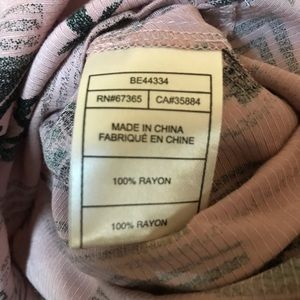 BE44334
RN#67365 CA#35884
MADE IN CHINA
FABRIQUÉ EN CHINE
100% RAYON
100% RAYON